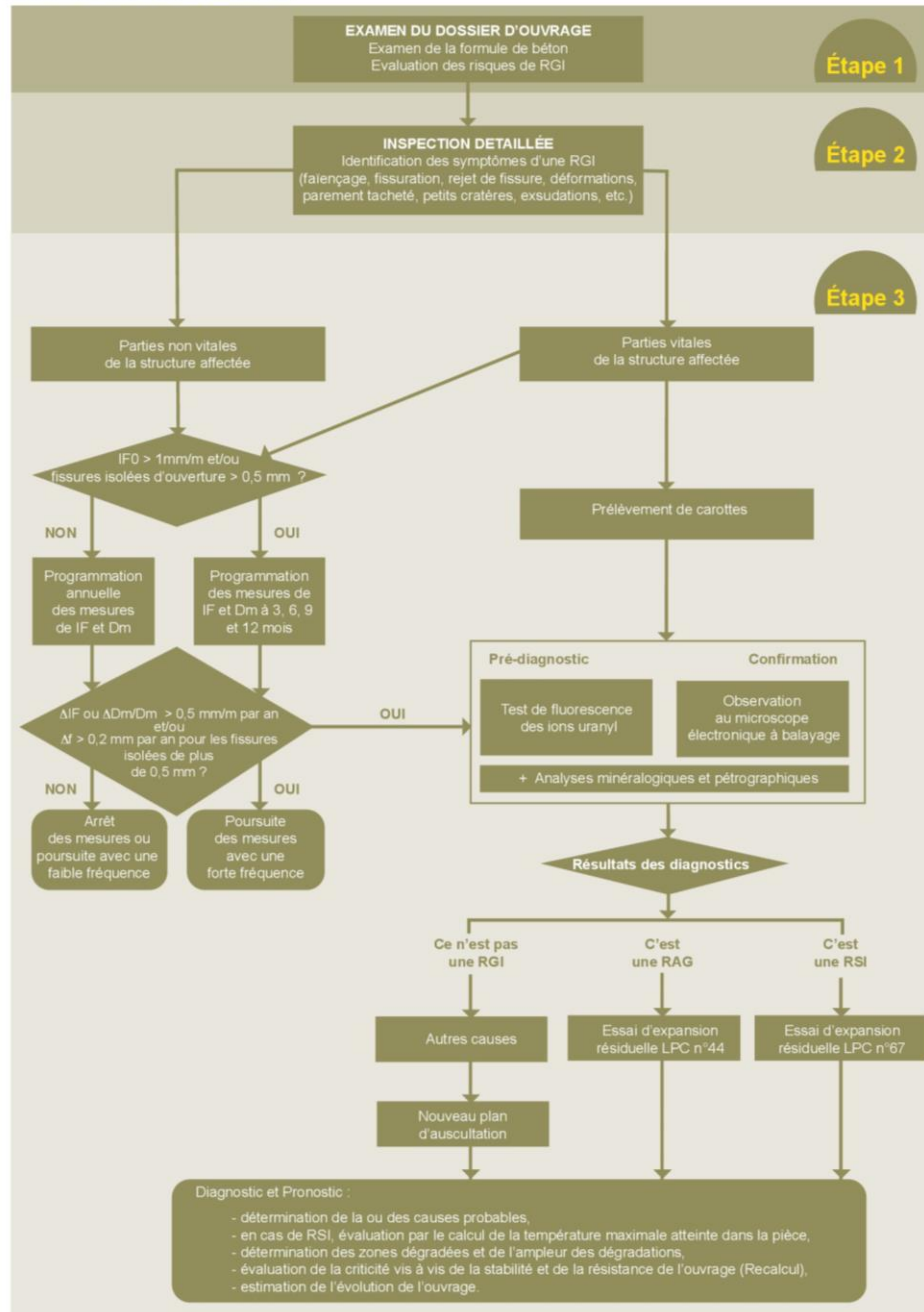 EXAMEN DU DOSSIER D'OUVRAGE
Examen de la formule de béton
Evaluation des risques de RGI
Étape 1
INSPECTION DETAILLÉE
Identification des symptômes d'une RGI
(faïençage, fissuration, rejet de fissure, déformations,
parement tacheté, petits cratères, exsudations, etc.)
Étape 2
Étape 3
Parties non vitales
de la structure affectée
Parties vitales
de la structure affectée
IF0 > 1mm/m et/ou
fissures isolées d'ouverture > 0,5 mm ?
Prélèvement de carottes
NON
OUI
Programmation
annuelle
des mesures
de IF et Dm
Programmation
des mesures de
IF et Dm à 3, 6, 9
et 12 mois
Pré-diagnostic
Confirmation
Test de fluorescence
des ions uranyl
Observation
au microscope
électronique à balayage
+ Analyses minéralogiques et pétrographiques
ΔIF ou ΔDm/Dm > 0,5 mm/m par an
et/ou
Δf > 0,2 mm par an pour les fissures
isolées de plus
de 0,5 mm ?
OUI
NON
OUI
Arrêt
des mesures ou
poursuite avec une
faible fréquence
Poursuite
des mesures
avec une
forte fréquence
Résultats des diagnostics
Ce n'est pas
une RGI
C'est
une RAG
C'est
une RSI
Autres causes
Essai d'expansion
résiduelle LPC n°44
Essai d'expansion
résiduelle LPC n°67
Nouveau plan
d'auscultation
Diagnostic et Pronostic :
- détermination de la ou des causes probables,
- en cas de RSI, évaluation par le calcul de la température maximale atteinte dans la pièce,
- détermination des zones dégradées et de l'ampleur des dégradations,
- évaluation de la criticité vis à vis de la stabilité et de la résistance de l'ouvrage (Recalcul),
- estimation de l'évolution de l'ouvrage.